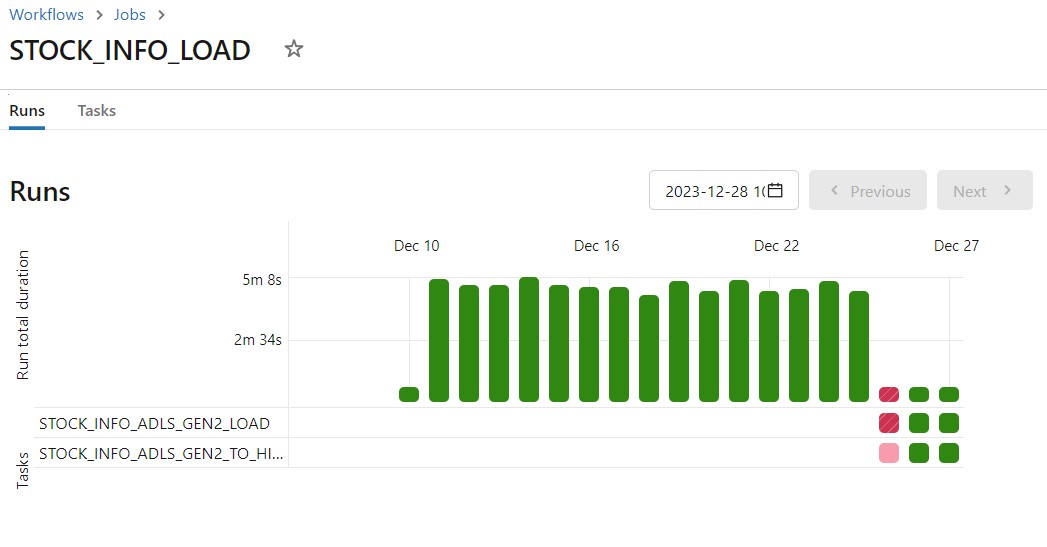 Workflows > Jobs >
STOCK_INFO_LOAD
Runs Tasks
Runs
2023-12-28 1(
Previous
Next
Dec 10 Dec 16 Dec 22 Dec 27
Run total duration
5m 8s
2m 34s
Tasks
STOCK_INFO_ADLS_GEN2_LOAD
STOCK_INFO_ADLS_GEN2_TO_HI...